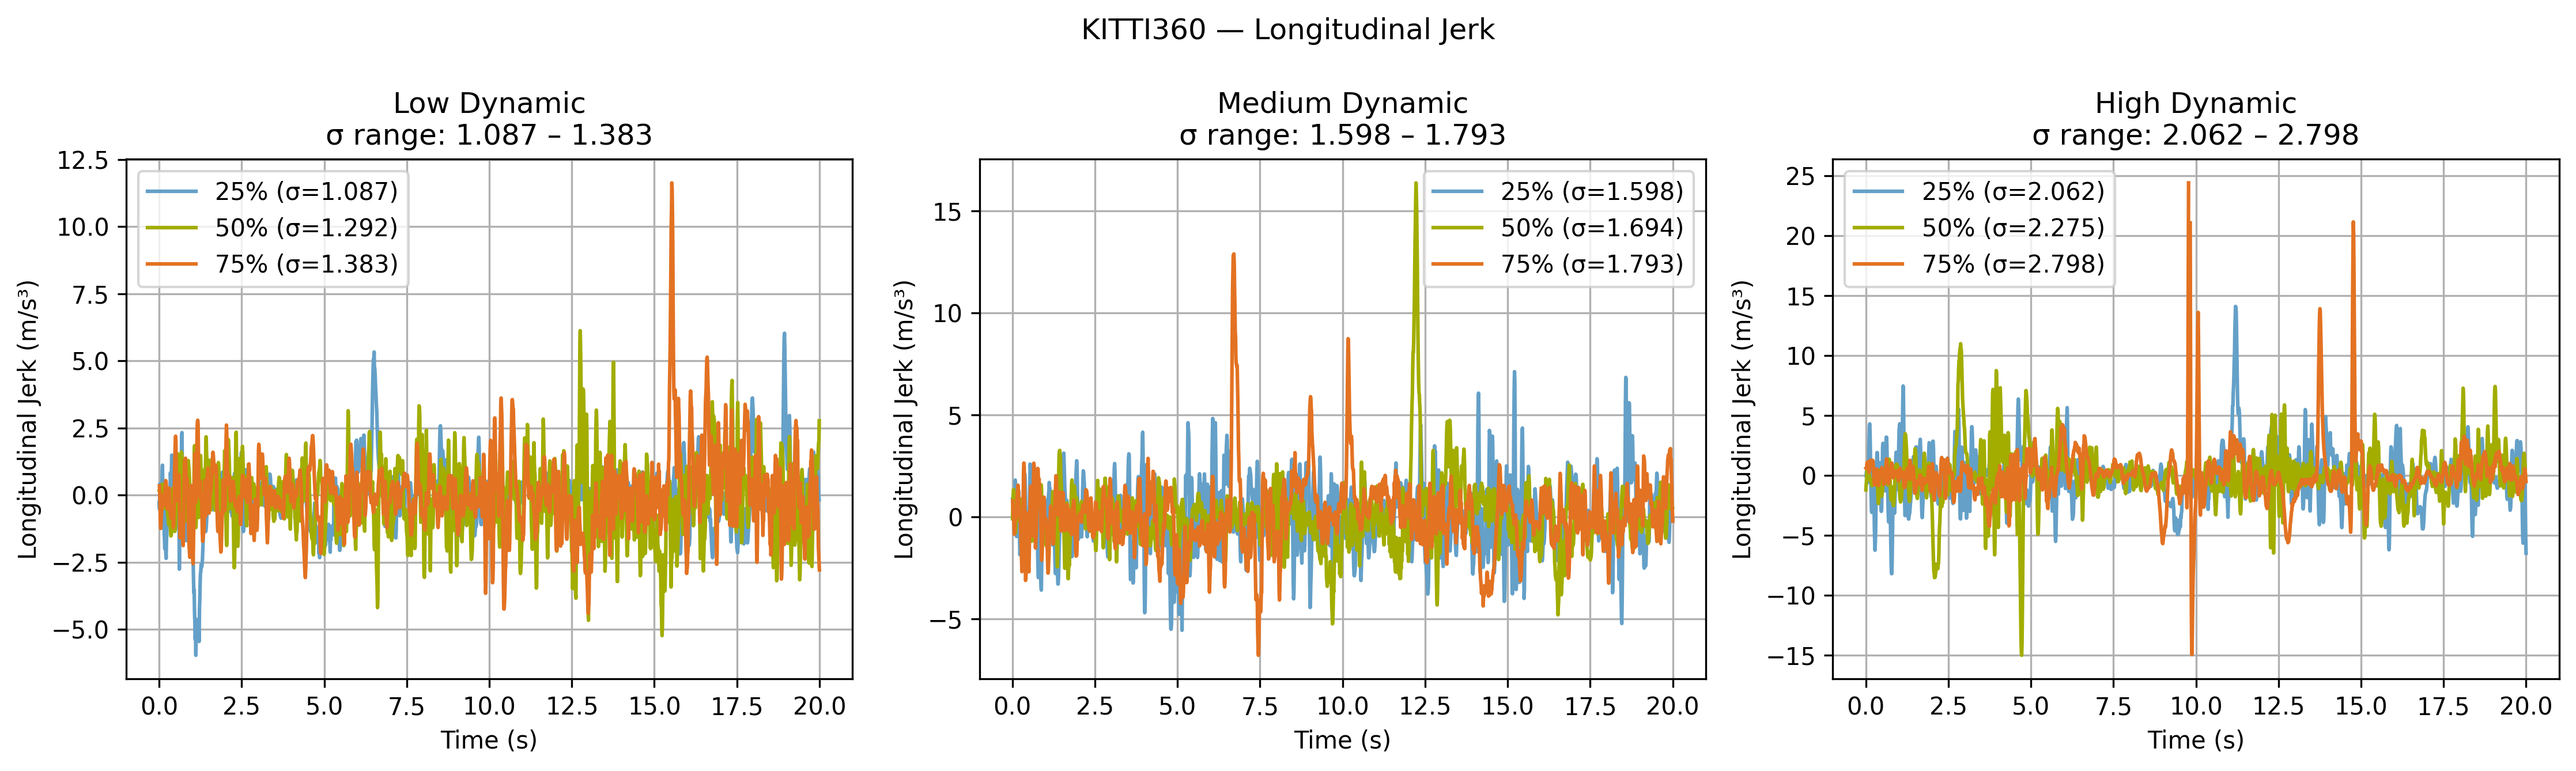 KITTI360 — Longitudinal Jerk
Low Dynamic
σ range: 1.087 – 1.383
12.5
10.0
7.5
5.0
2.5
0.0
−2.5
−5.0
Longitudinal Jerk (m/s³)
25% (σ=1.087)
50% (σ=1.292)
75% (σ=1.383)
0.0 2.5 5.0 7.5 10.0 12.5 15.0 17.5 20.0
Time (s)
Medium Dynamic
σ range: 1.598 – 1.793
15
10
5
0
−5
Longitudinal Jerk (m/s³)
25% (σ=1.598)
50% (σ=1.694)
75% (σ=1.793)
0.0 2.5 5.0 7.5 10.0 12.5 15.0 17.5 20.0
Time (s)
High Dynamic
σ range: 2.062 – 2.798
25
20
15
10
5
0
−5
−10
−15
Longitudinal Jerk (m/s³)
25% (σ=2.062)
50% (σ=2.275)
75% (σ=2.798)
0.0 2.5 5.0 7.5 10.0 12.5 15.0 17.5 20.0
Time (s)